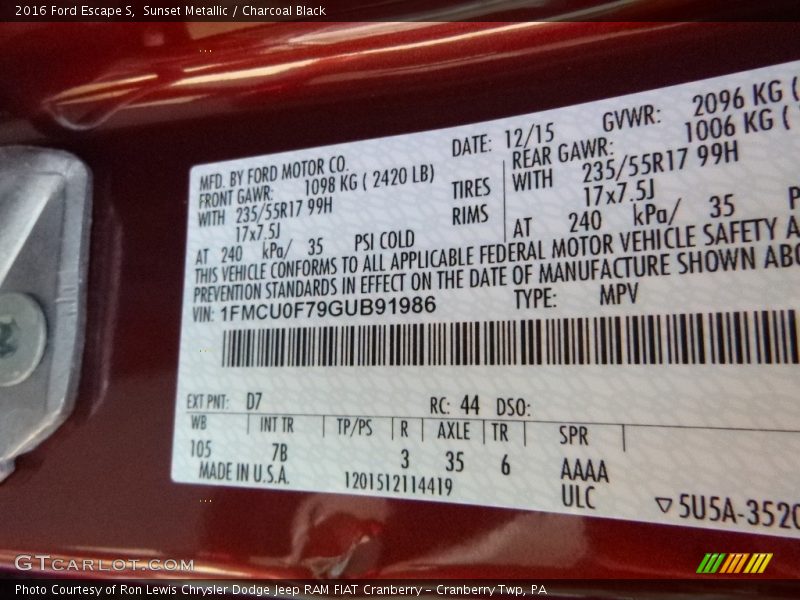 2016 Ford Escape S, Sunset Metallic / Charcoal Black
MFD. BY FORD MOTOR CO.
DATE: 12/15
GVWR: 2096 KG (
FRONT GAWR: 1098 KG ( 2420 LB)
REAR GAWR: 1006 KG (
WITH 235/55R17 99H TIRES
WITH 235/55R17 99H
17x7.5J RIMS
17x7.5J
AT 240 kPa/ 35 PSI COLD
AT 240 kPa/ 35 P
THIS VEHICLE CONFORMS TO ALL APPLICABLE FEDERAL MOTOR VEHICLE SAFETY A
PREVENTION STANDARDS IN EFFECT ON THE DATE OF MANUFACTURE SHOWN ABO
VIN: 1FMCU0F79GUB91986 TYPE: MPV
EXT PNT: D7 RC: 44 DSO:
WB INT TR TP/PS R AXLE TR SPR
105 7B 3 35 6 AAAA
MADE IN U.S.A. 1201512114419 ULC
▽5U5A-3520
GTCARLOT.COM
Photo Courtesy of Ron Lewis Chrysler Dodge Jeep RAM FIAT Cranberry – Cranberry Twp, PA